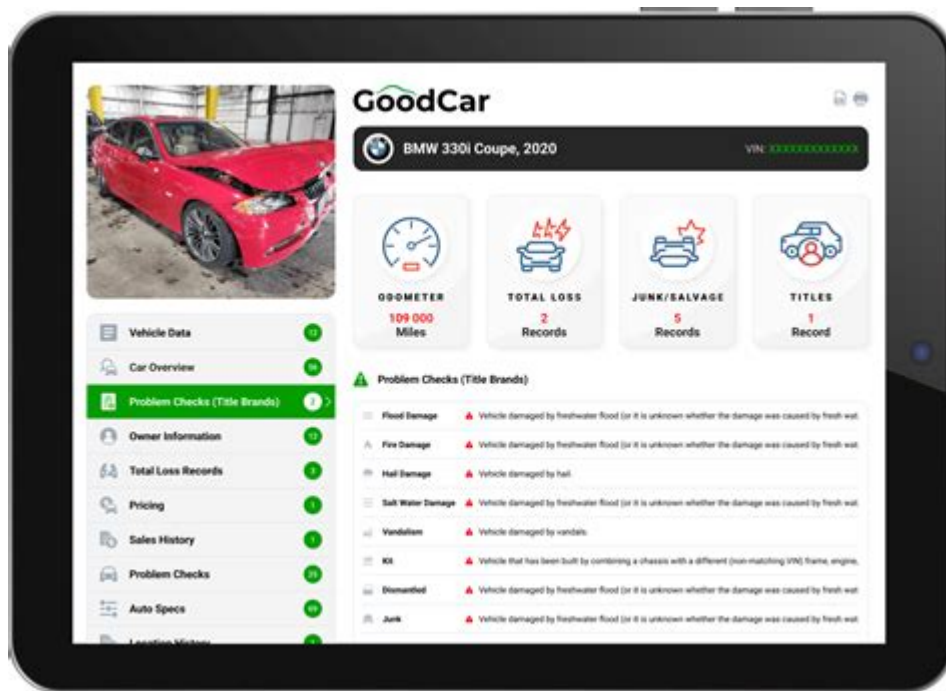 GoodCar
BMW 330i Coupe, 2020
VIN: XXXXXXXXXXXXX
ODOMETER
109 000
Miles
TOTAL LOSS
2
Records
JUNK/SALVAGE
5
Records
TITLES
1
Record
Vehicle Data
Car Overview
Problem Checks (Title Brands)
Owner Information
Total Loss Records
Pricing
Sales History
Problem Checks
Auto Specs
Location History
Problem Checks (Title Brands)
Flood Damage Vehicle damaged by freshwater flood (or it is unknown whether the damage was caused by fresh wat
Fire Damage Vehicle damaged by freshwater flood (or it is unknown whether the damage was caused by fresh wat
Hail Damage Vehicle damaged by hail.
Salt Water Damage Vehicle damaged by freshwater flood (or it is unknown whether the damage was caused by fresh wat
Vandalism Vehicle damaged by vandals.
Kit Vehicle that has been built by combining a chassis with a different (non-matching VIN) frame, engine,
Dismantled Vehicle damaged by freshwater flood (or it is unknown whether the damage was caused by fresh wat
Junk Vehicle damaged by freshwater flood (or it is unknown whether the damage was caused by fresh wat